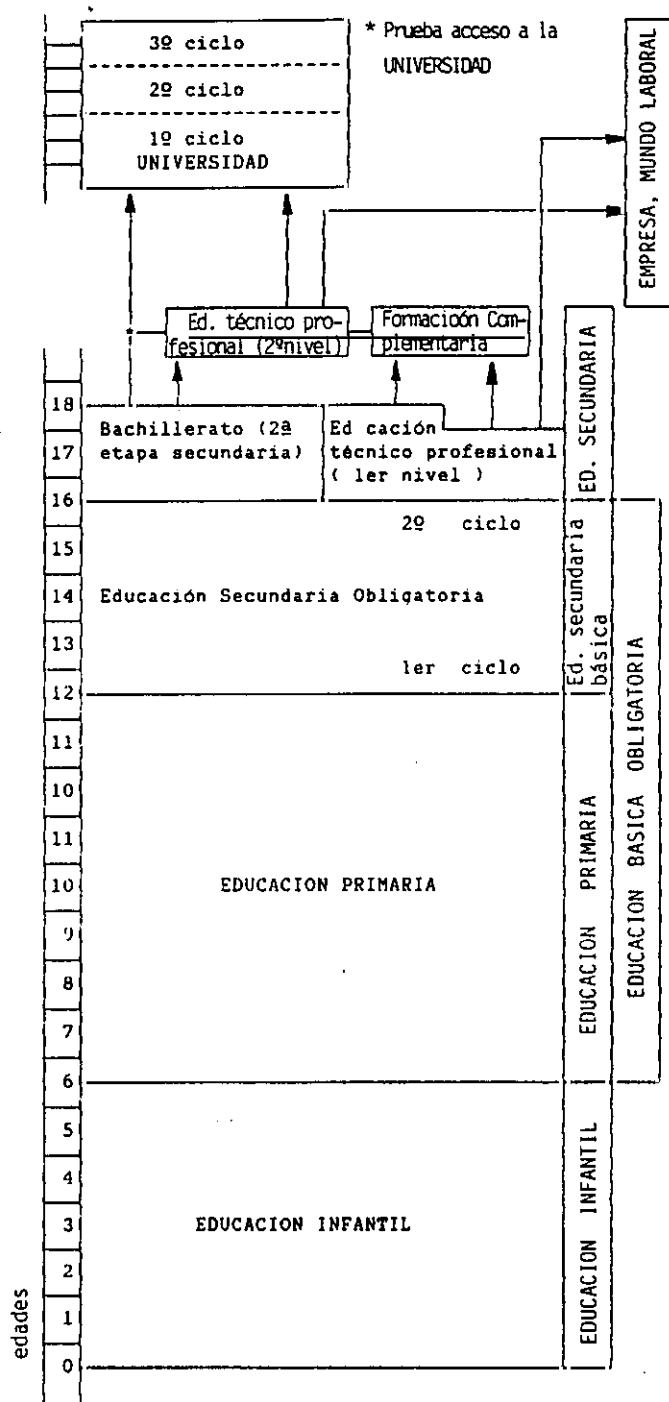 3º ciclo
2º ciclo
1º ciclo
UNIVERSIDAD
* Prueba acceso a la
UNIVERSIDAD
EMPRESA, MUNDO LABORAL
*
Ed. técnico pro-
fesional (2ºnivel)
Formacioón Com-
plementaria
18
17
16
15
14
13
12
11
10
11
10
9
8
7
6
5
4
3
2
1
0
edades
Bachillerato (2ª
etapa secundaria)
Ed cación
técnico profesional
( 1er nivel )
2º ciclo
Educación Secundaria Obligatoria
1er ciclo
EDUCACION PRIMARIA
EDUCACION INFANTIL
ED. SECUNDARIA
Ed. secundaria
básica
EDUCACION PRIMARIA
EDUCACION INFANTIL
EDUCACION BASICA OBLIGATORIA